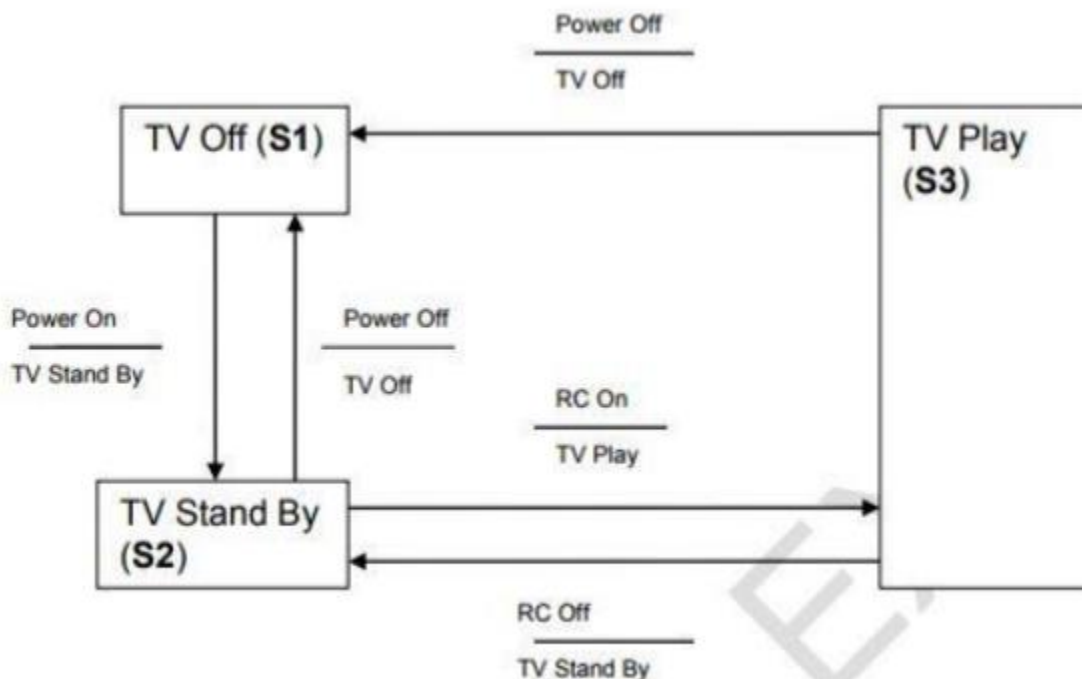 Power Off
TV Off
TV Off (S1)
TV Play
(S3)
Power On
TV Stand By
Power Off
TV Off
RC On
TV Play
TV Stand By
(S2)
RC Off
TV Stand By